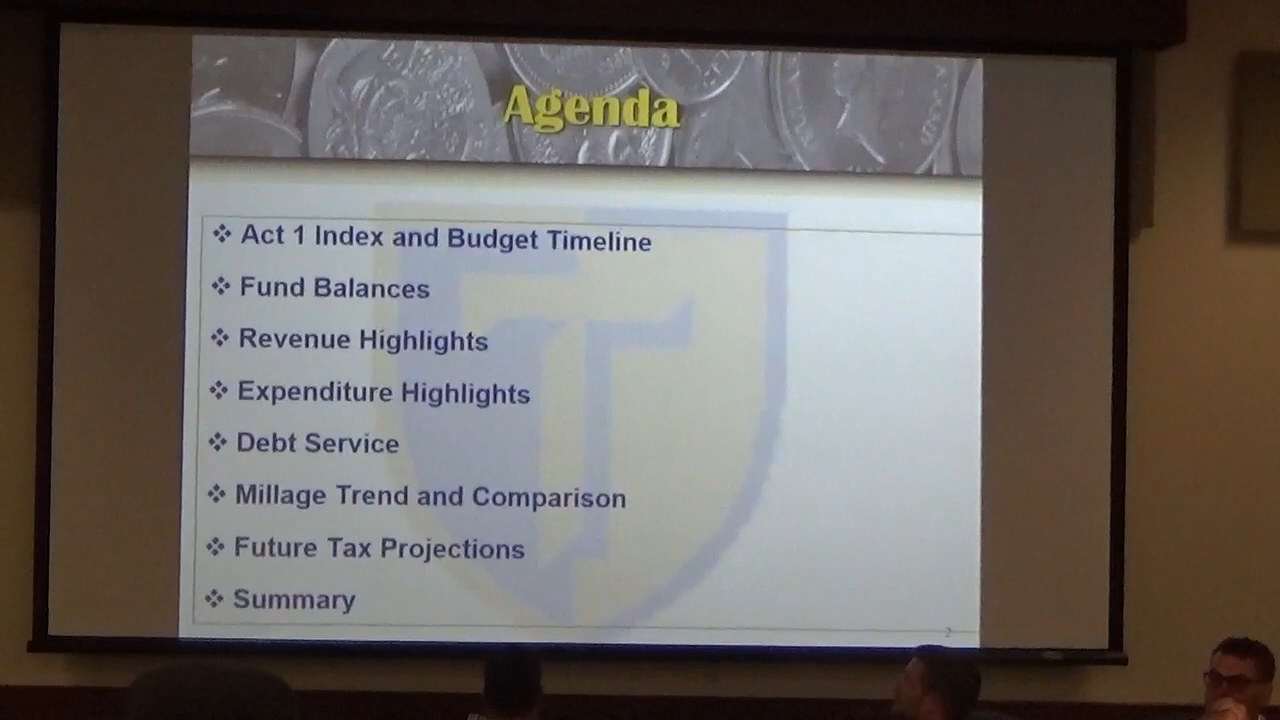 Agenda
❖ Act 1 Index and Budget Timeline
❖ Fund Balances
❖ Revenue Highlights
❖ Expenditure Highlights
❖ Debt Service
❖ Millage Trend and Comparison
❖ Future Tax Projections
❖ Summary
2